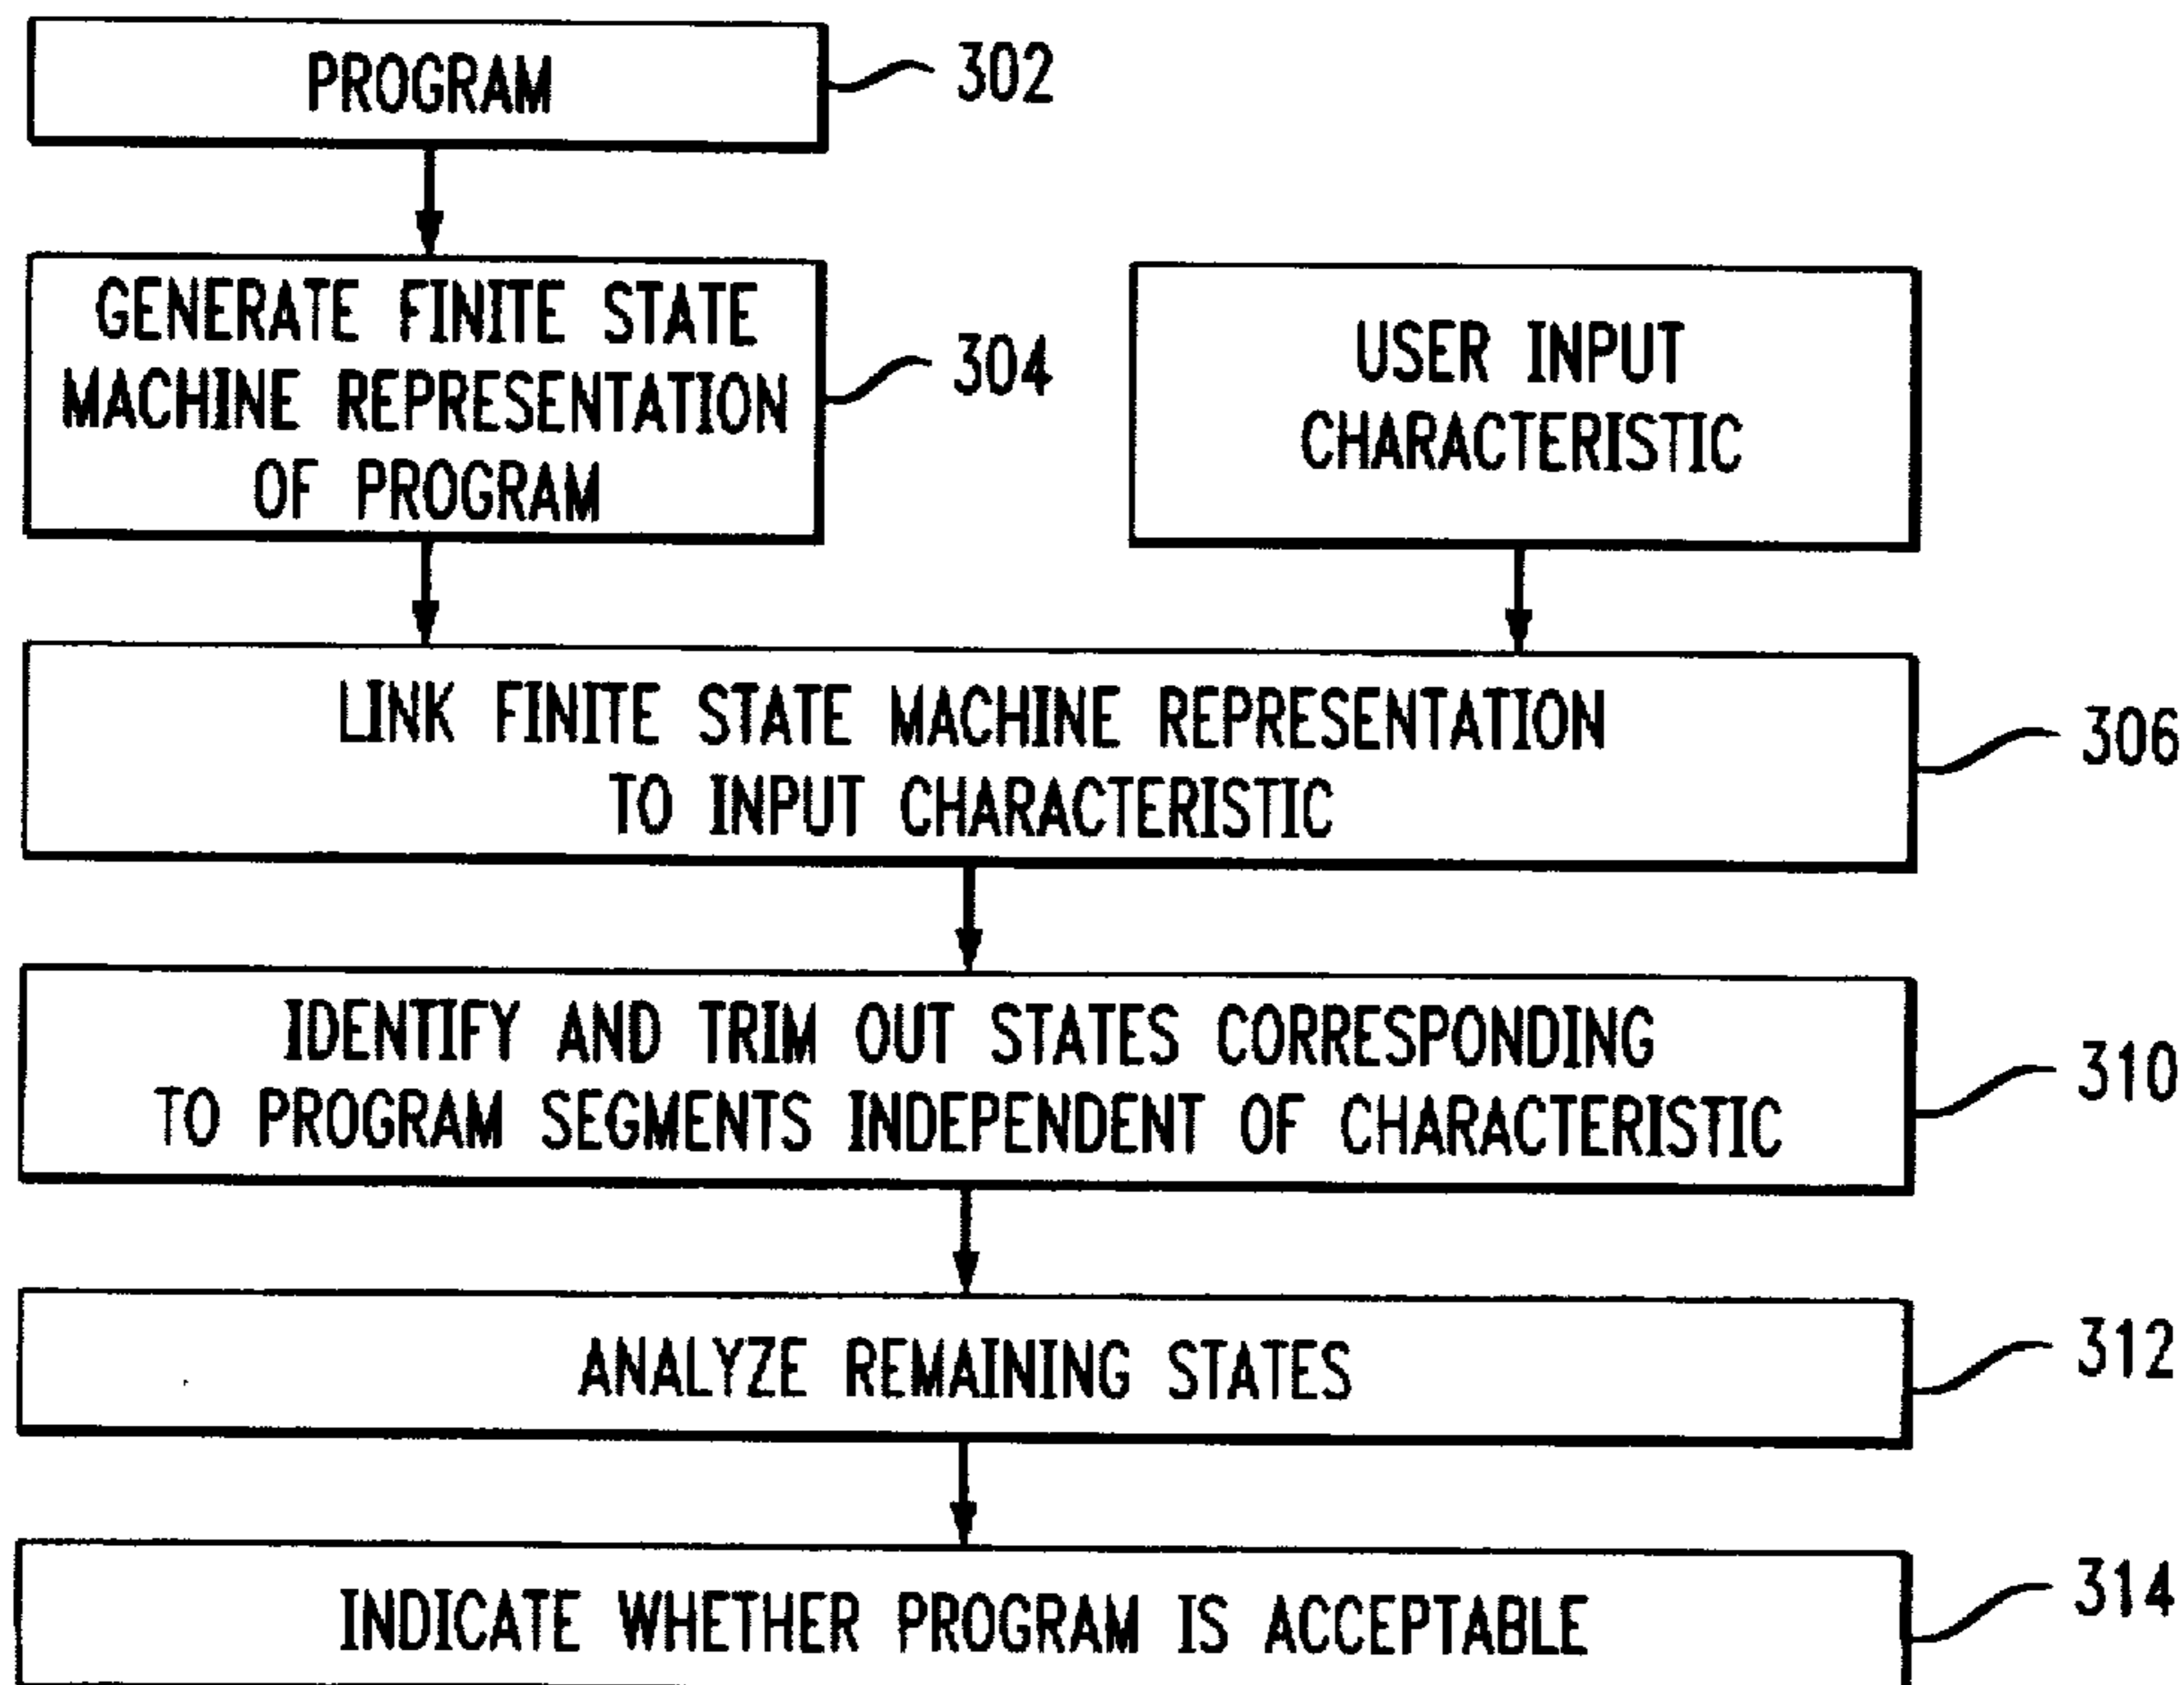 PROGRAM
302
GENERATE FINITE STATE
MACHINE REPRESENTATION
OF PROGRAM
304
USER INPUT
CHARACTERISTIC
LINK FINITE STATE MACHINE REPRESENTATION
TO INPUT CHARACTERISTIC
306
IDENTIFY AND TRIM OUT STATES CORRESPONDING
TO PROGRAM SEGMENTS INDEPENDENT OF CHARACTERISTIC
310
ANALYZE REMAINING STATES
312
INDICATE WHETHER PROGRAM IS ACCEPTABLE
314